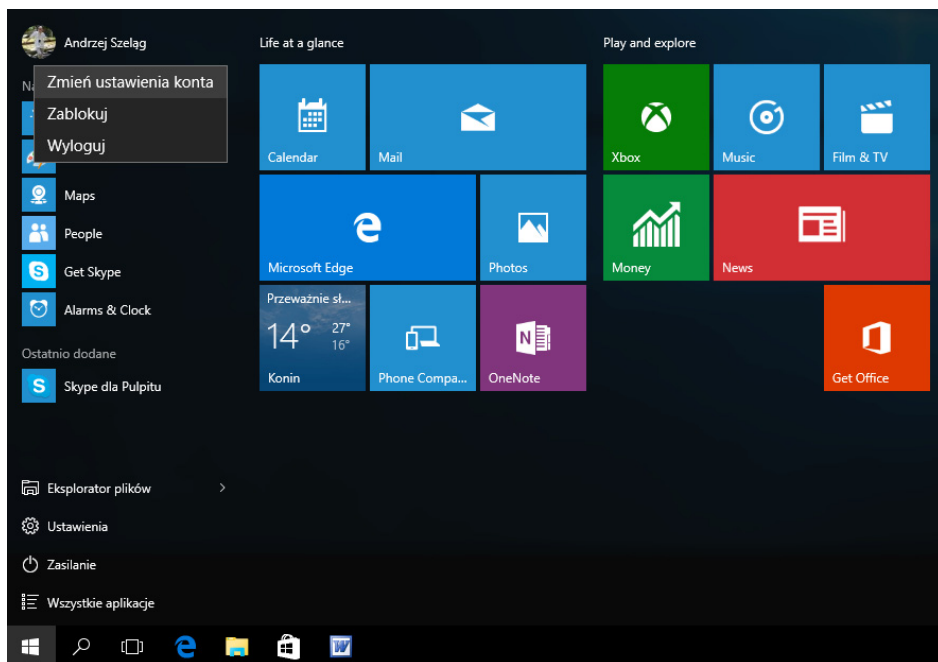 Andrzej Szeląg
Zmień ustawienia konta
Zablokuj
Wyloguj
Maps
People
Get Skype
Alarms & Clock
Ostatnio dodane
Skype dla Pulpitu
Eksplorator plików
Ustawienia
Zasilanie
Wszystkie aplikacje
Life at a glance
Calendar
Mail
Microsoft Edge
Photos
Przeważnie sł...
14° 27°
16°
Konin
Phone Compa...
OneNote
Play and explore
Xbox
Music
Film & TV
Money
News
Get Office